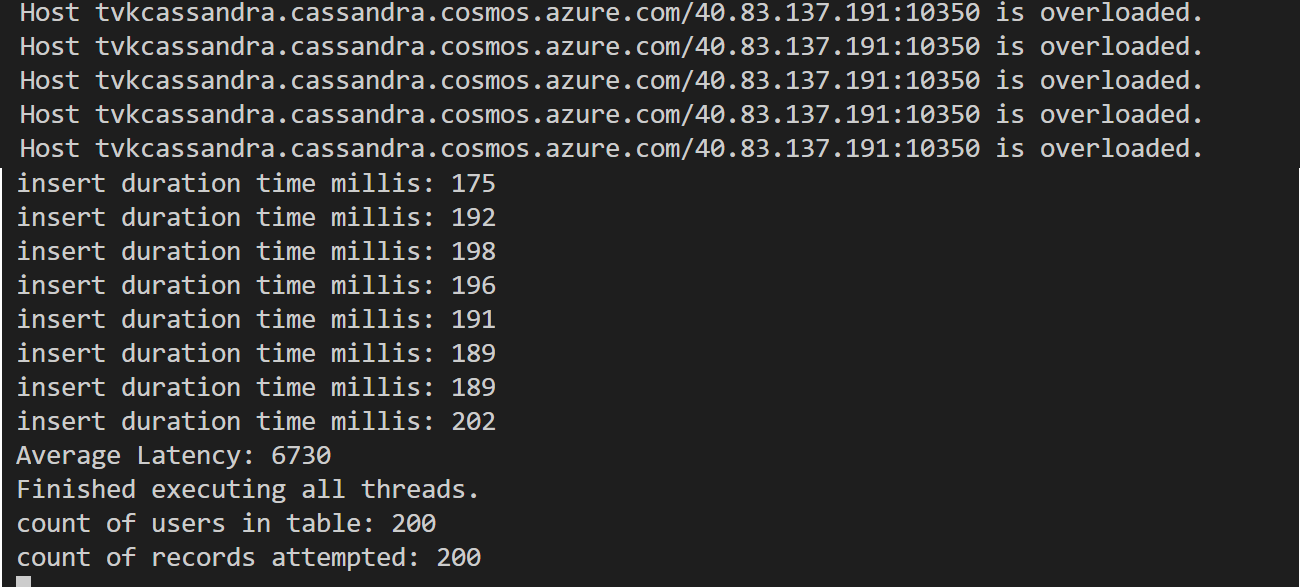 Host tvkcassandra.cassandra.cosmos.azure.com/40.83.137.191:10350 is overloaded.
Host tvkcassandra.cassandra.cosmos.azure.com/40.83.137.191:10350 is overloaded.
Host tvkcassandra.cassandra.cosmos.azure.com/40.83.137.191:10350 is overloaded.
Host tvkcassandra.cassandra.cosmos.azure.com/40.83.137.191:10350 is overloaded.
Host tvkcassandra.cassandra.cosmos.azure.com/40.83.137.191:10350 is overloaded.
insert duration time millis: 175
insert duration time millis: 192
insert duration time millis: 198
insert duration time millis: 196
insert duration time millis: 191
insert duration time millis: 189
insert duration time millis: 189
insert duration time millis: 202
Average Latency: 6730
Finished executing all threads.
count of users in table: 200
count of records attempted: 200